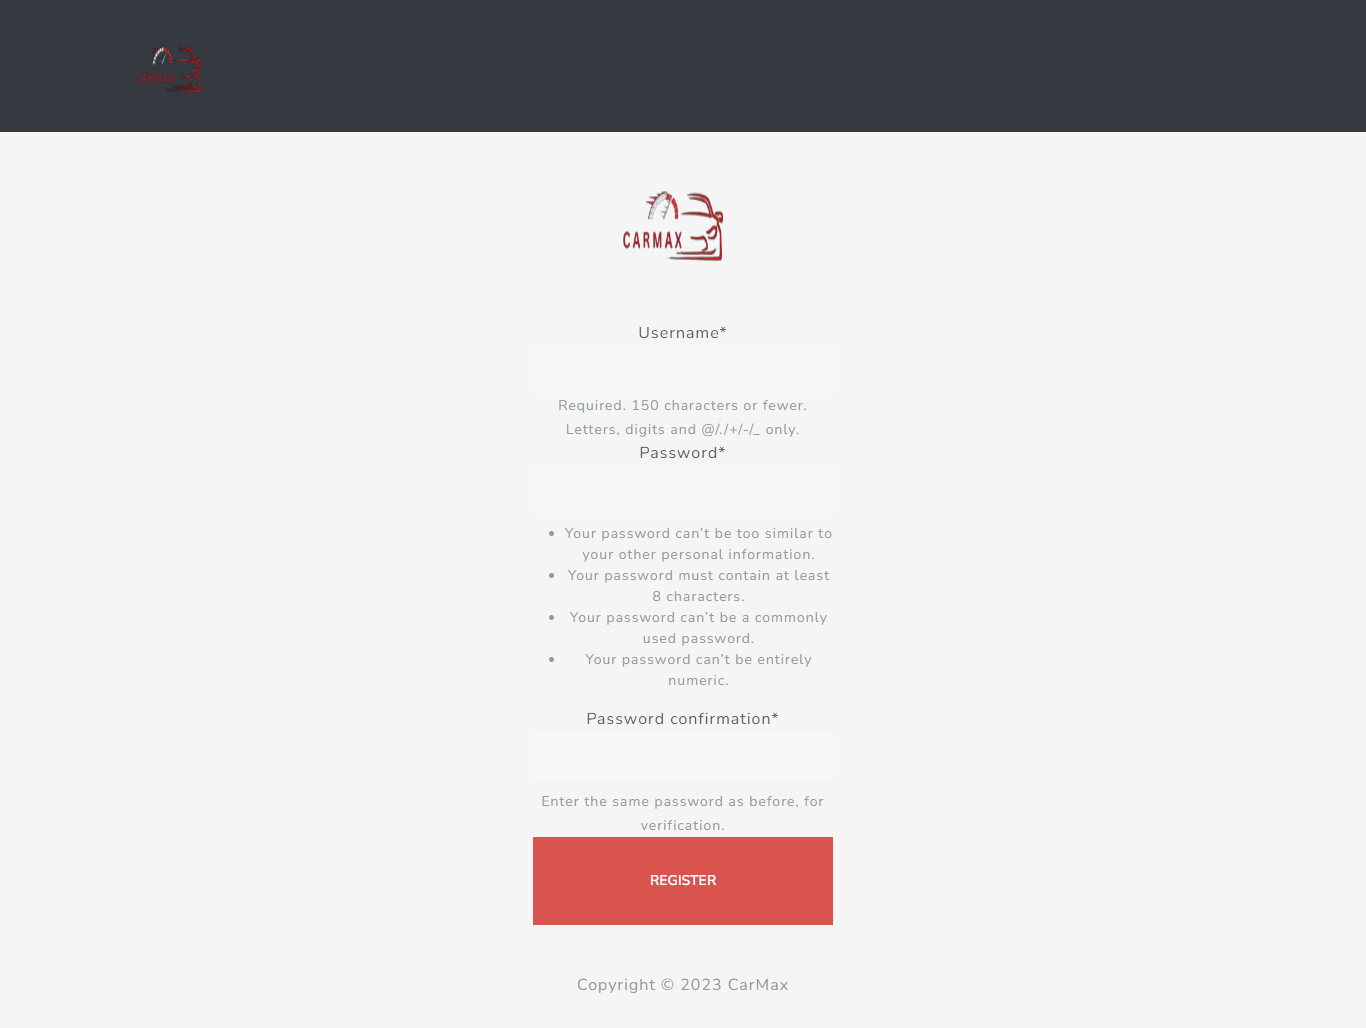 CARMAX
CARMAX
Username*
Required. 150 characters or fewer.
Letters, digits and @/./+/-/_ only.
Password*
• Your password can't be too similar to
your other personal information.
• Your password must contain at least
8 characters.
• Your password can't be a commonly
used password.
• Your password can't be entirely
numeric.
Password confirmation*
Enter the same password as before, for
verification.
REGISTER
Copyright © 2023 CarMax